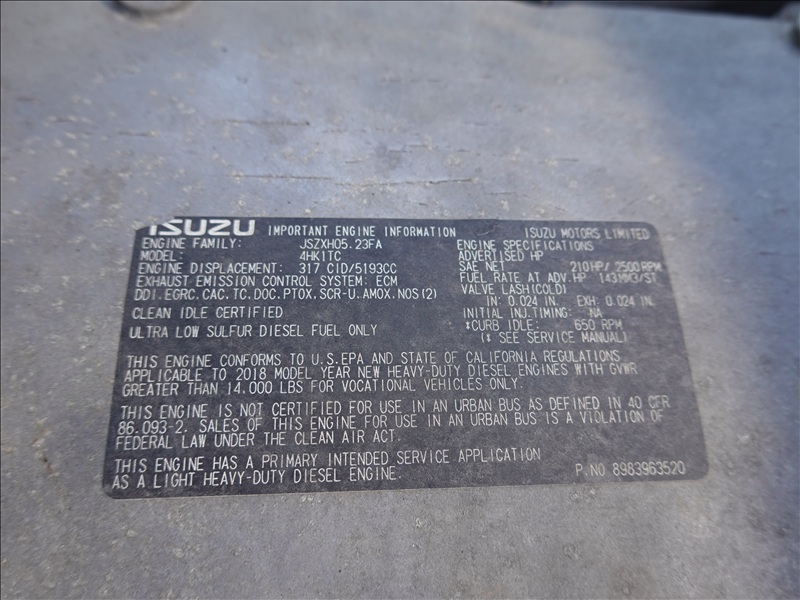 ISUZU IMPORTANT ENGINE INFORMATION ISUZU MOTORS LIMITED
ENGINE FAMILY: JSZXH05.23FA ENGINE SPECIFICATIONS
MODEL: 4HK1TC ADVERTISED HP
ENGINE DISPLACEMENT: 317 CID/5193CC SAE NET 210HP/2500RPM
EXHAUST EMISSION CONTROL SYSTEM: ECM FUEL RATE AT ADV.HP 143MM3/ST
DDI.EGRC.CAC.TC.DOC.PTOX.SCR-U.AMOX.NOS(2) VALVE LASH(COLD)
IN: 0.024 IN. EXH: 0.024 IN.
CLEAN IDLE CERTIFIED INITIAL INJ.TIMING: NA
ULTRA LOW SULFUR DIESEL FUEL ONLY *CURB IDLE: 650 RPM
(* SEE SERVICE MANUAL)
THIS ENGINE CONFORMS TO U.S.EPA AND STATE OF CALIFORNIA REGULATIONS
APPLICABLE TO 2018 MODEL YEAR NEW HEAVY-DUTY DIESEL ENGINES WITH GVWR
GREATER THAN 14,000 LBS FOR VOCATIONAL VEHICLES ONLY.
THIS ENGINE IS NOT CERTIFIED FOR USE IN AN URBAN BUS AS DEFINED IN 40 CFR
86.093-2. SALES OF THIS ENGINE FOR USE IN AN URBAN BUS IS A VIOLATION OF
FEDERAL LAW UNDER THE CLEAN AIR ACT.
THIS ENGINE HAS A PRIMARY INTENDED SERVICE APPLICATION
AS A LIGHT HEAVY-DUTY DIESEL ENGINE. P.NO 8983963520